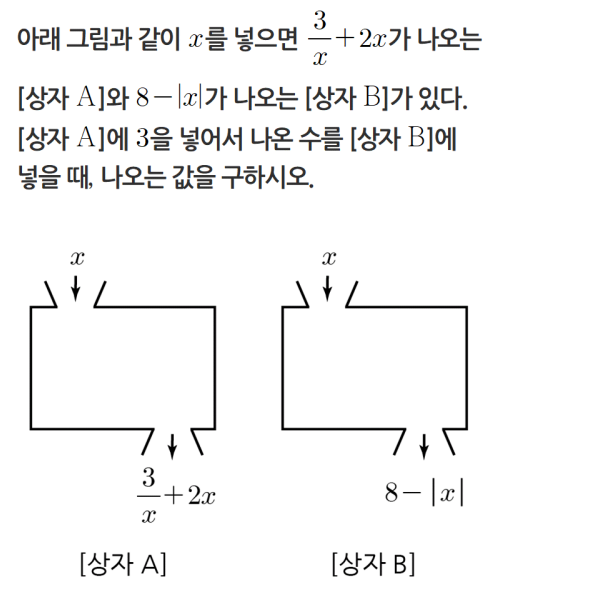 아래 그림과 같이 x를 넣으면 3/x+2x가 나오는
[상자 A]와 8−|x|가 나오는 [상자 B]가 있다.
[상자 A]에 3을 넣어서 나온 수를 [상자 B]에
넣을 때, 나오는 값을 구하시오.
x
x
3/x+2x
8−|x|
[상자 A]
[상자 B]